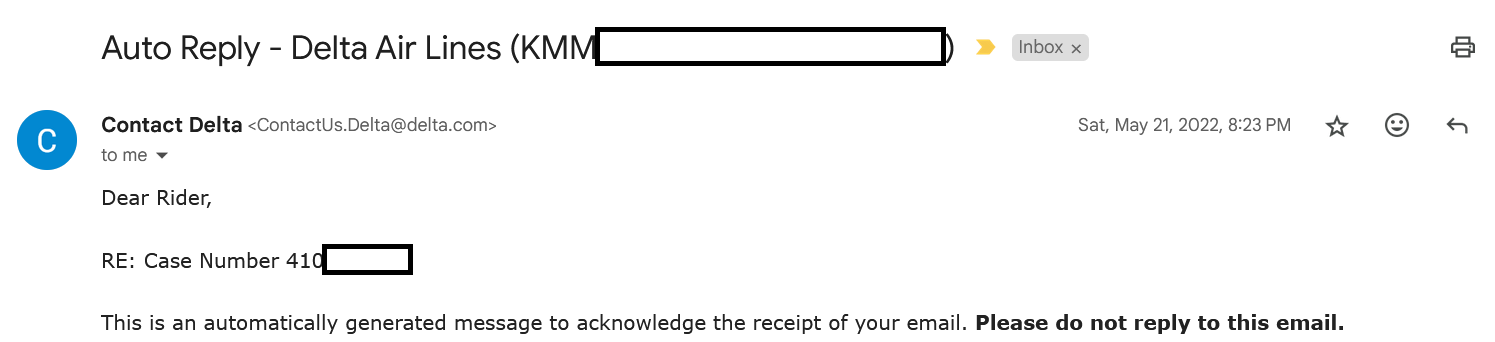 Auto Reply - Delta Air Lines (KMM ) Inbox ×
C
Contact Delta <ContactUs.Delta@delta.com> Sat, May 21, 2022, 8:23 PM
to me
Dear Rider,
RE: Case Number 410
This is an automatically generated message to acknowledge the receipt of your email. Please do not reply to this email.